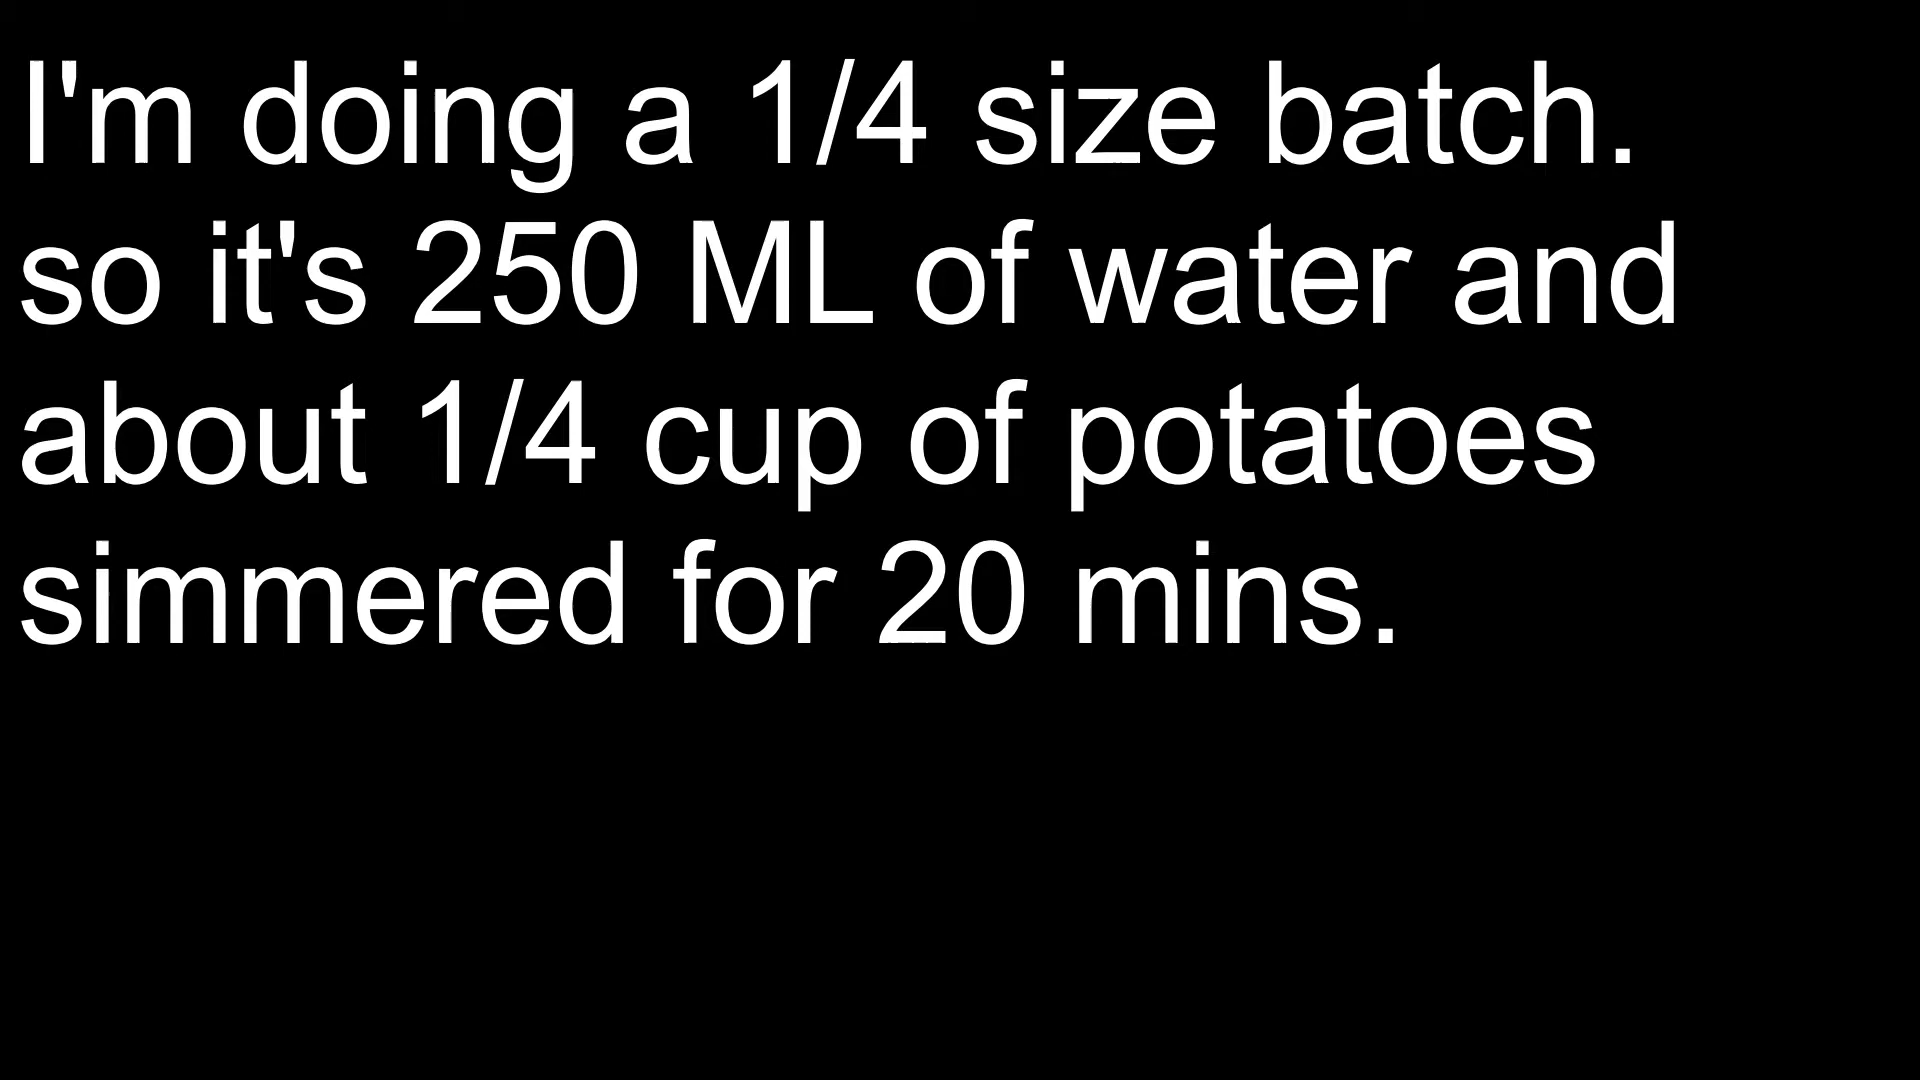 I'm doing a 1/4 size batch.
so it's 250 ML of water and
about 1/4 cup of potatoes
simmered for 20 mins.